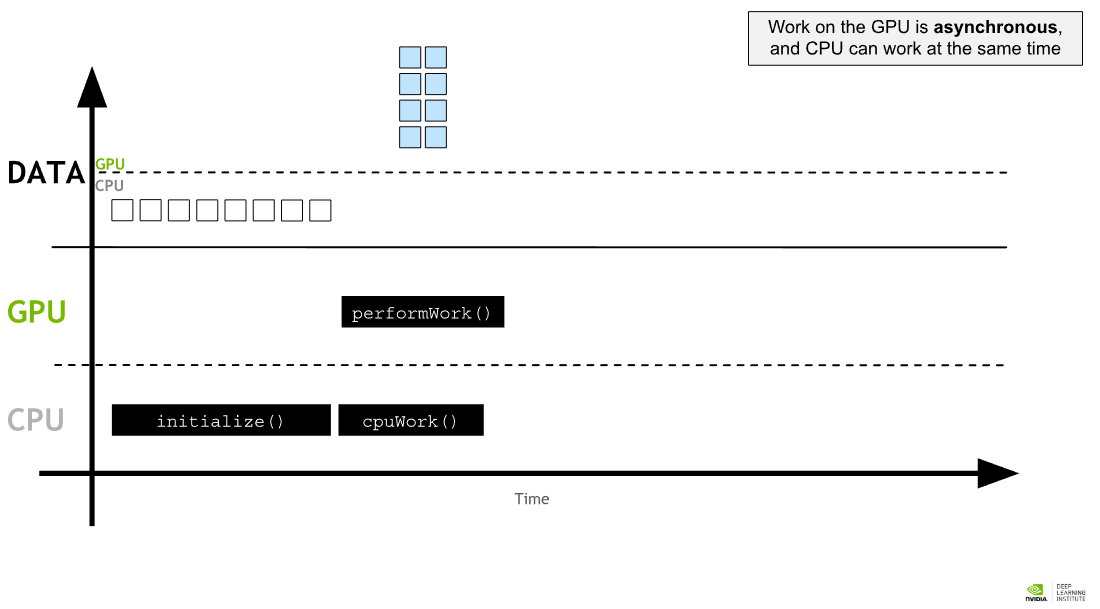 Work on the GPU is asynchronous,
and CPU can work at the same time
DATA
GPU
CPU
GPU
performWork()
CPU
initialize()
cpuWork()
Time
NVIDIA.
DEEP
LEARNING
INSTITUTE